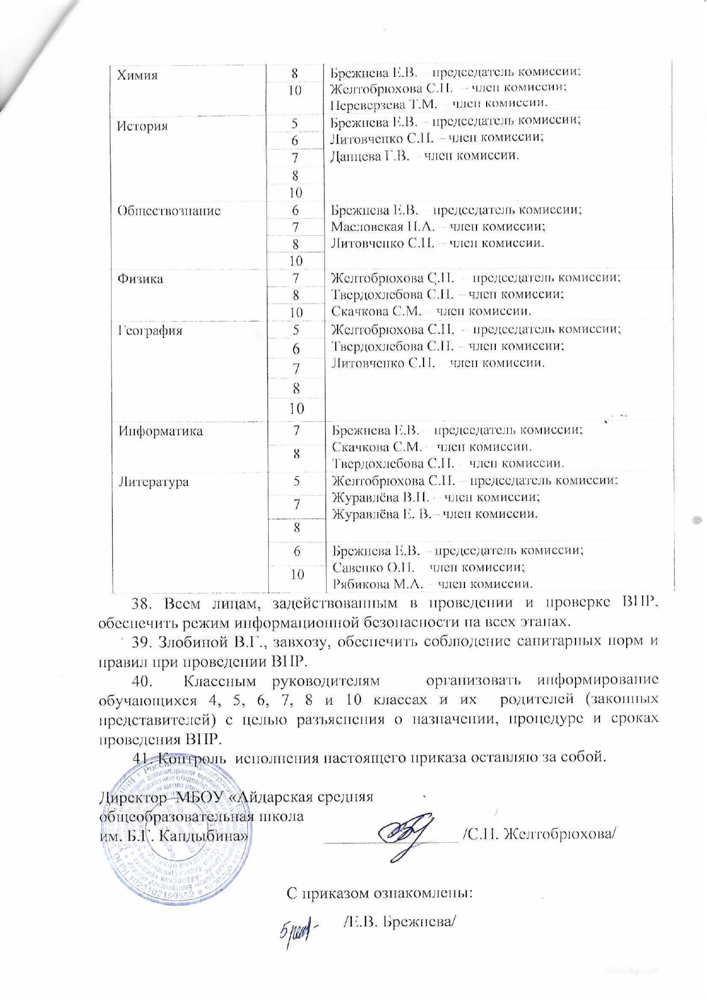 Химия 8 Брежнева Е.В. – председатель комиссии;
10 Желтобрюхова С.Н. – член комиссии;
Переверзева Т.М. – член комиссии.
История 5 Брежнева Е.В. – председатель комиссии;
6 Литовченко С.Н. – член комиссии;
7 Данцева Г.В. – член комиссии.
8
10
Обществознание 6 Брежнева Е.В. – председатель комиссии;
7 Масловская Н.А. – член комиссии;
8 Литовченко С.Н. – член комиссии.
10
Физика 7 Желтобрюхова С.Н. – председатель комиссии;
8 Твердохлебова С.Н. – член комиссии;
10 Скачкова С.М. – член комиссии.
География 5 Желтобрюхова С.Н. - председатель комиссии;
6 Твердохлебова С.Н. – член комиссии;
7 Литовченко С.Н. – член комиссии.
8
10
Информатика 7 Брежнева Е.В. – председатель комиссии;
8 Скачкова С.М. – член комиссии.
Твердохлебова С.Н. – член комиссии.
Литература 5 Желтобрюхова С.Н. – председатель комиссии;
7 Журавлёва В.Н. – член комиссии;
Журавлёва Е. В.– член комиссии.
8
6 Брежнева Е.В. – председатель комиссии;
10 Савенко О.Н. – член комиссии;
Рябикова М.А. – член комиссии.
38. Всем лицам, задействованным в проведении и проверке ВПР,
обеспечить режим информационной безопасности на всех этапах.
39. Злобиной В.Г., завхозу, обеспечить соблюдение санитарных норм и
правил при проведении ВПР.
40. Классным руководителям организовать информирование
обучающихся 4, 5, 6, 7, 8 и 10 классах и их родителей (законных
представителей) с целью разъяснения о назначении, процедуре и сроках
проведения ВПР.
41. Контроль исполнения настоящего приказа оставляю за собой.
Директор МБОУ «Айдарская средняя
общеобразовательная школа
им. Б.Г. Кандыбина» /С.Н. Желтобрюхова/
ОГРН 1023102159552
С приказом ознакомлены:
/Е.В. Брежнева/